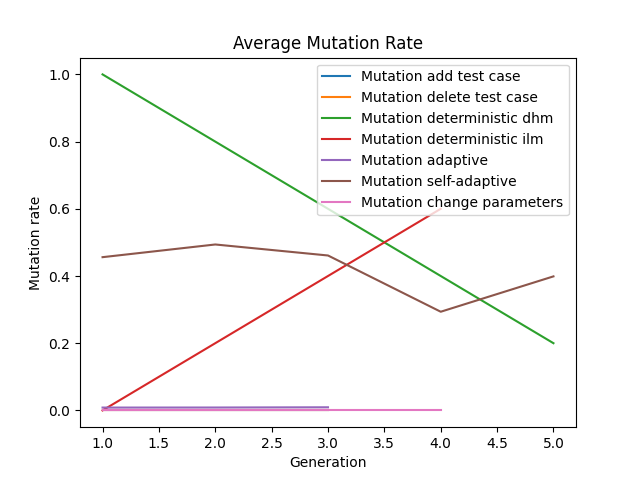 Average Mutation Rate
Mutation add test case
Mutation delete test case
Mutation deterministic dhm
Mutation deterministic ilm
Mutation adaptive
Mutation self-adaptive
Mutation change parameters
Mutation rate
1.0
0.8
0.6
0.4
0.2
0.0
1.0 1.5 2.0 2.5 3.0 3.5 4.0 4.5 5.0
Generation